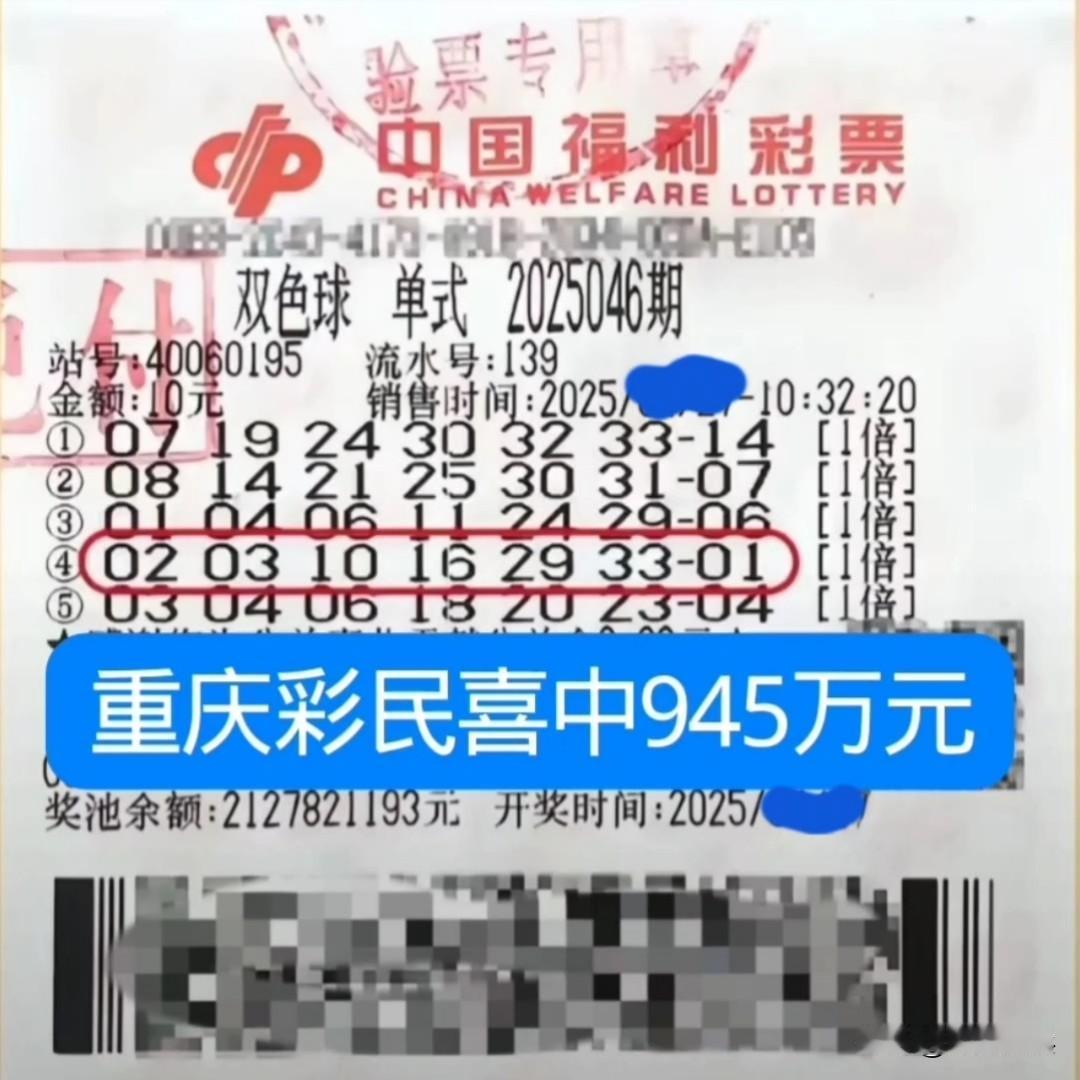 验票专用章
中国福利彩票
CHINA WELFARE LOTTERY
双色球 单式 2025046期
兑付
站号:40060195 流水号:139
金额:10元 销售时间:2025/ -10:32:20
① 07 19 24 30 32 33-14 [1倍]
② 08 14 21 25 30 31-07 [1倍]
③ 01 04 06 11 24 29-06 [1倍]
④ 02 03 10 16 29 33-01 [1倍]
⑤ 03 04 06 18 20 23-04 [1倍]
重庆彩民喜中945万元
奖池余额:2127821193元 开奖时间:2025/